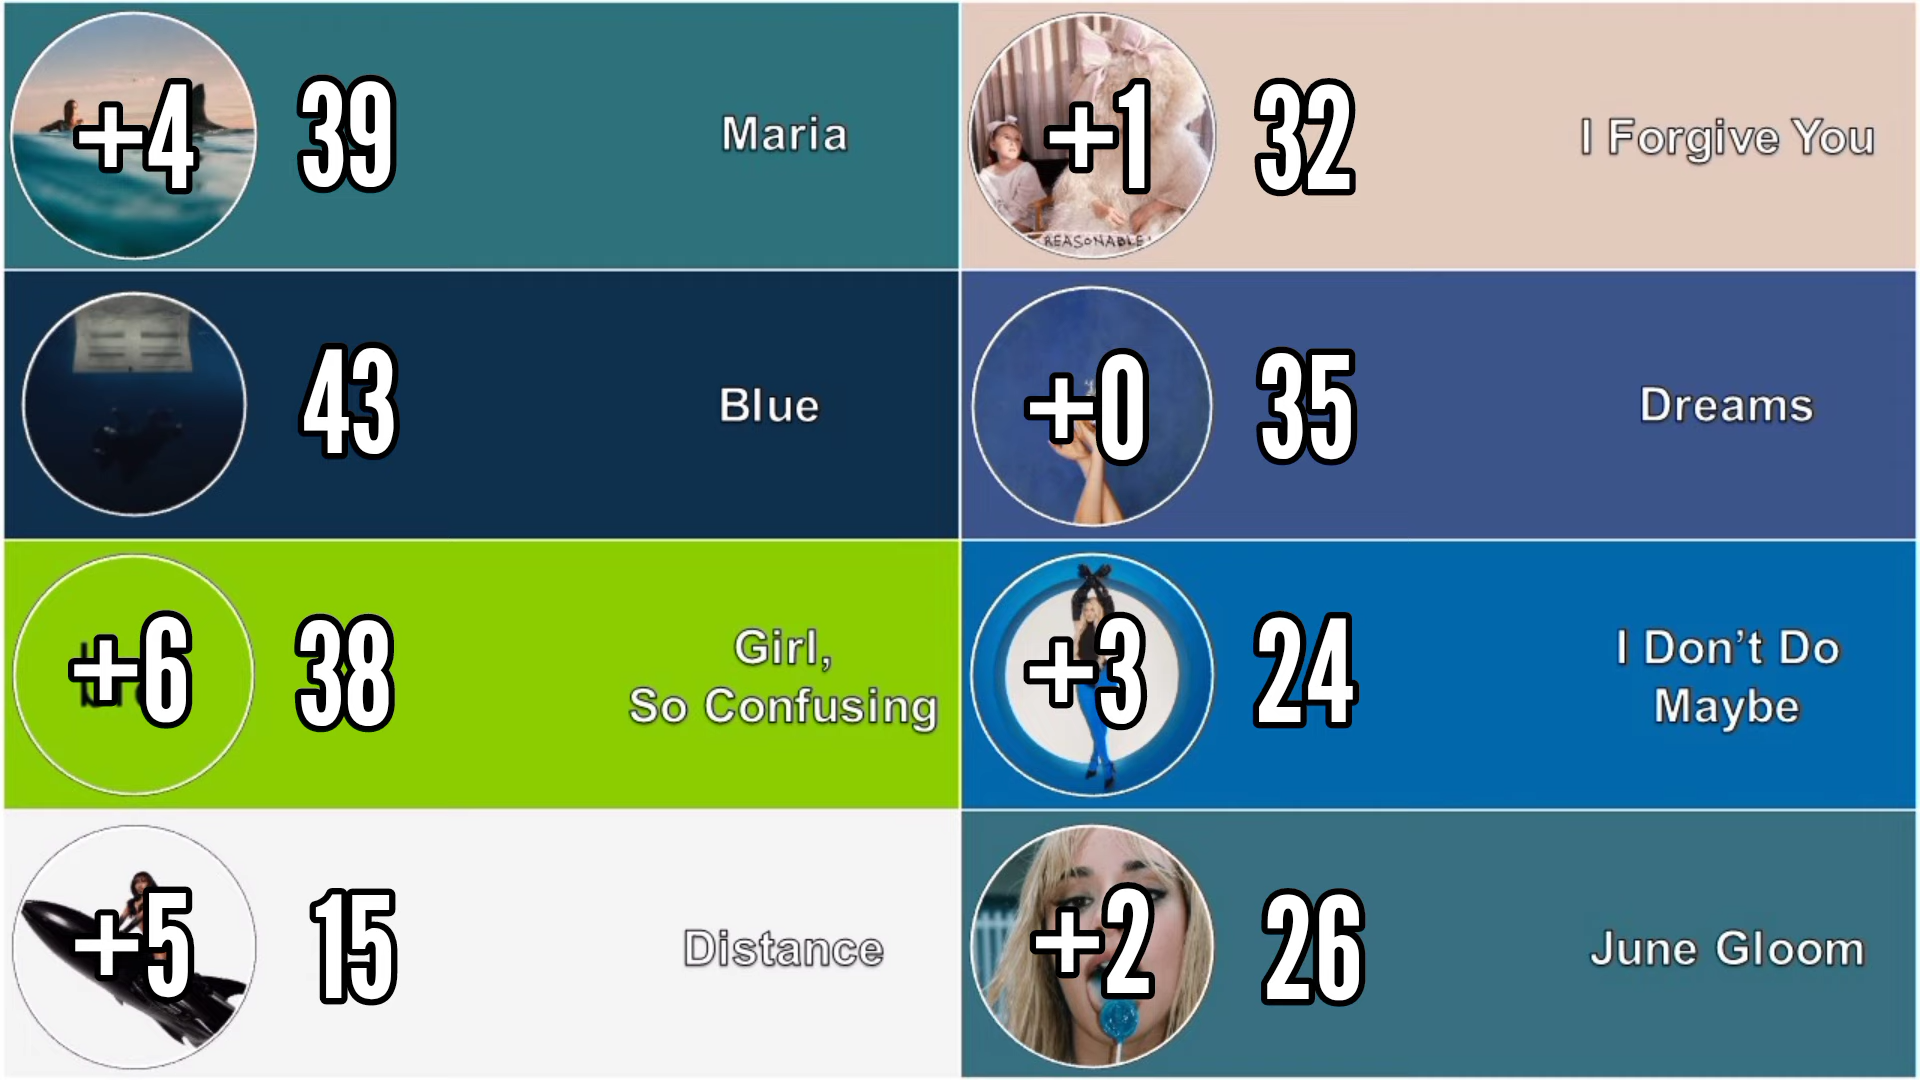 +4 39 Maria
+1 32 I Forgive You
REASONABLE
43 Blue
+0 35 Dreams
+6 38 Girl,
So Confusing
+3 24 I Don’t Do
Maybe
+5 15 Distance
+2 26 June Gloom